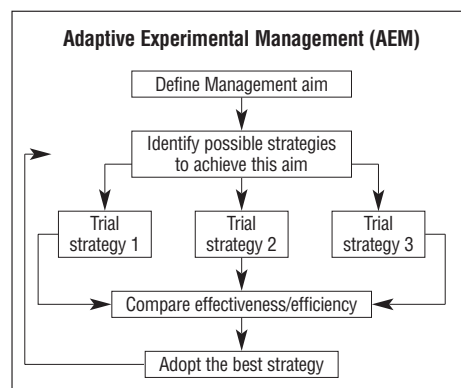 Adaptive Experimental Management (AEM)
Define Management aim
Identify possible strategies
to achieve this aim
Trial
strategy 1
Trial
strategy 2
Trial
strategy 3
Compare effectiveness/efficiency
Adopt the best strategy